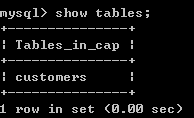 mysql> show tables;
+---------------+
¦ Tables_in_cap ¦
+---------------+
¦ customers     ¦
+---------------+
1 row in set (0.00 sec)